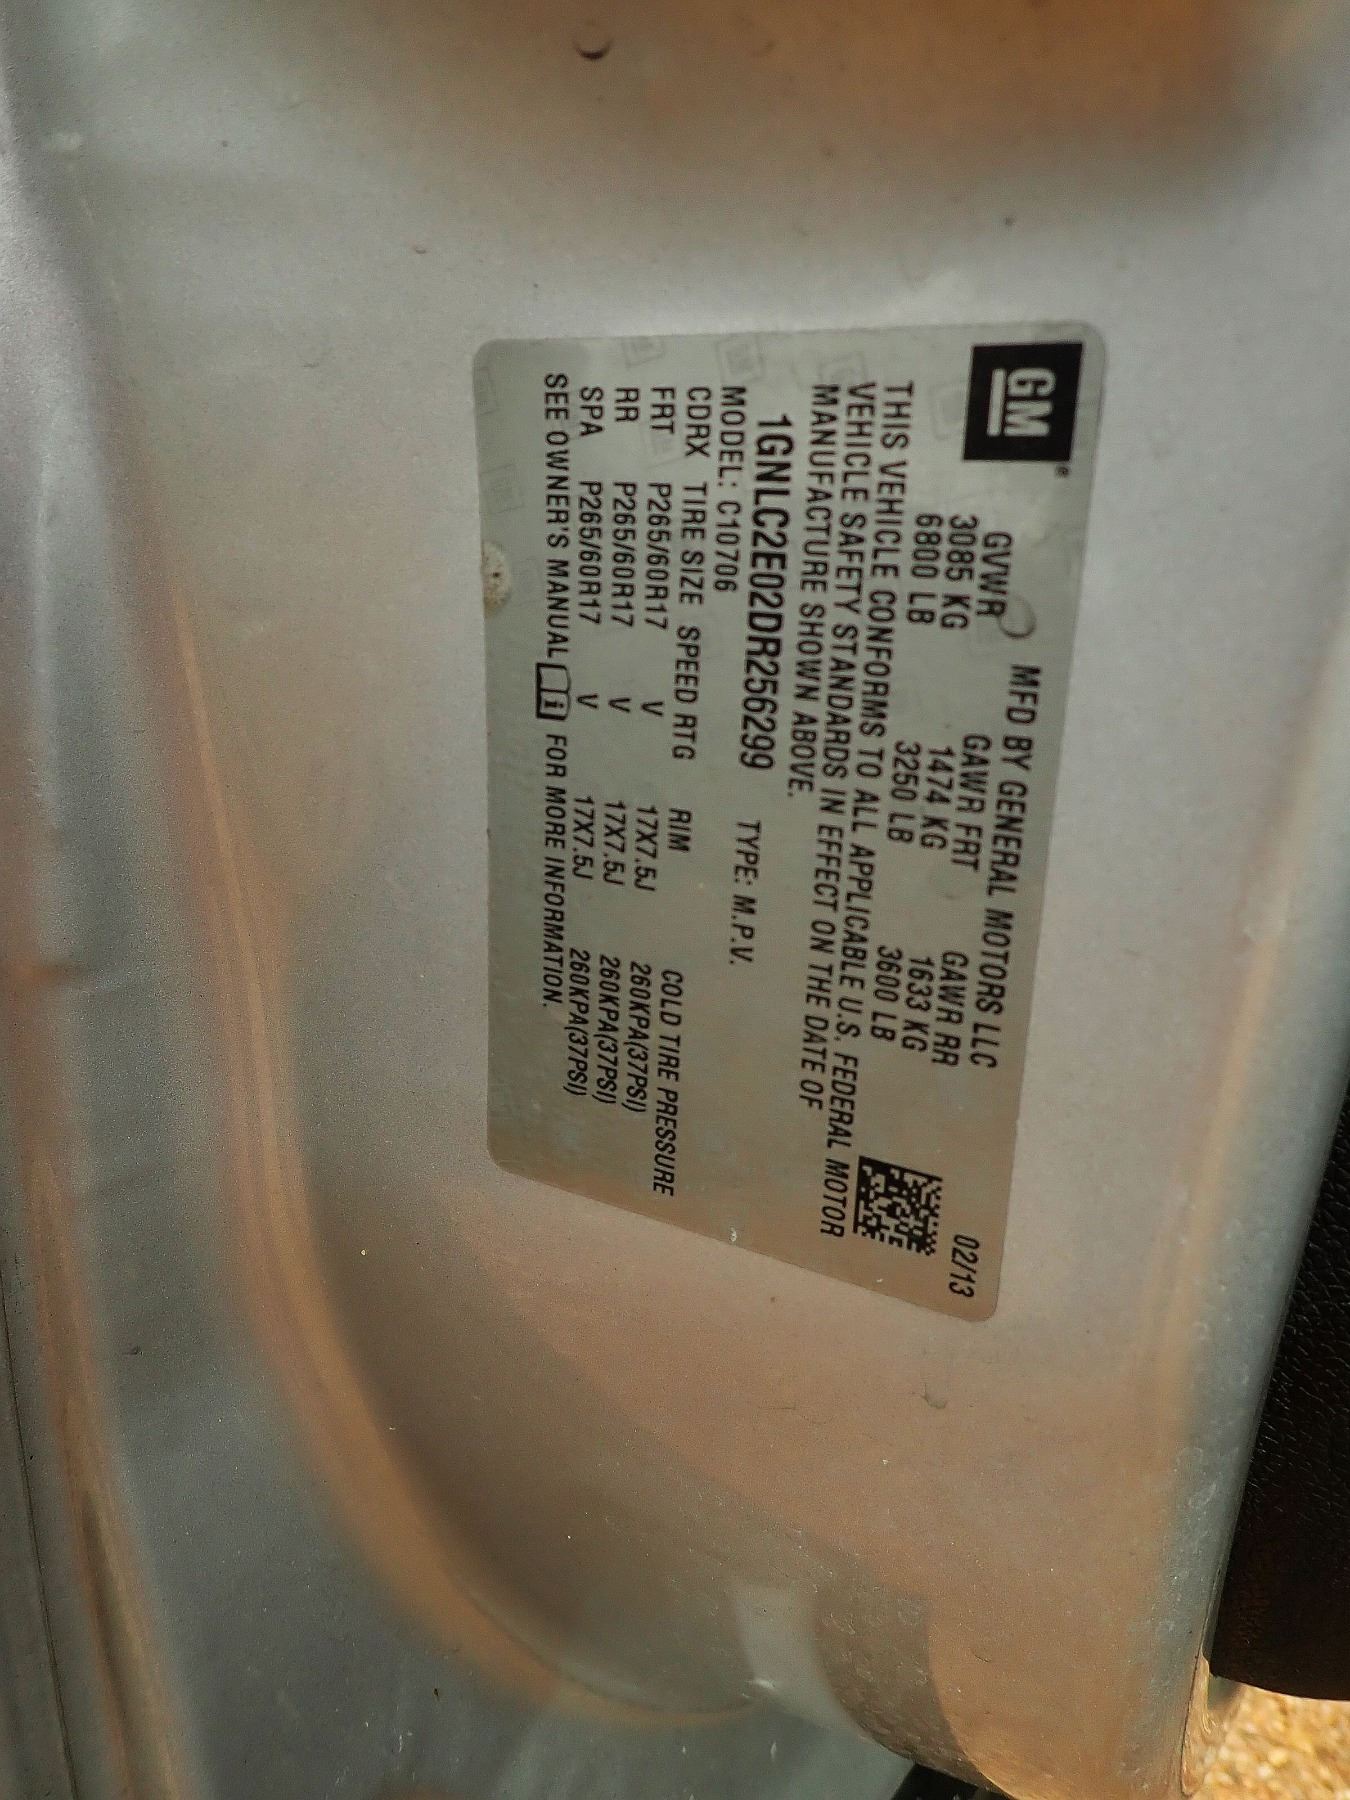 GM®
MFD BY GENERAL MOTORS LLC 02/13
GVWR GAWR FRT GAWR RR
3085 KG 1474 KG 1633 KG
6800 LB 3250 LB 3600 LB
THIS VEHICLE CONFORMS TO ALL APPLICABLE U.S. FEDERAL MOTOR
VEHICLE SAFETY STANDARDS IN EFFECT ON THE DATE OF
MANUFACTURE SHOWN ABOVE.
1GNLC2E02DR256299 TYPE: M.P.V.
MODEL: C10706
CDRX TIRE SIZE SPEED RTG RIM COLD TIRE PRESSURE
FRT P265/60R17 V 17X7.5J 260KPA(37PSI)
RR P265/60R17 V 17X7.5J 260KPA(37PSI)
SPA P265/60R17 V 17X7.5J 260KPA(37PSI)
SEE OWNER'S MANUAL i FOR MORE INFORMATION.